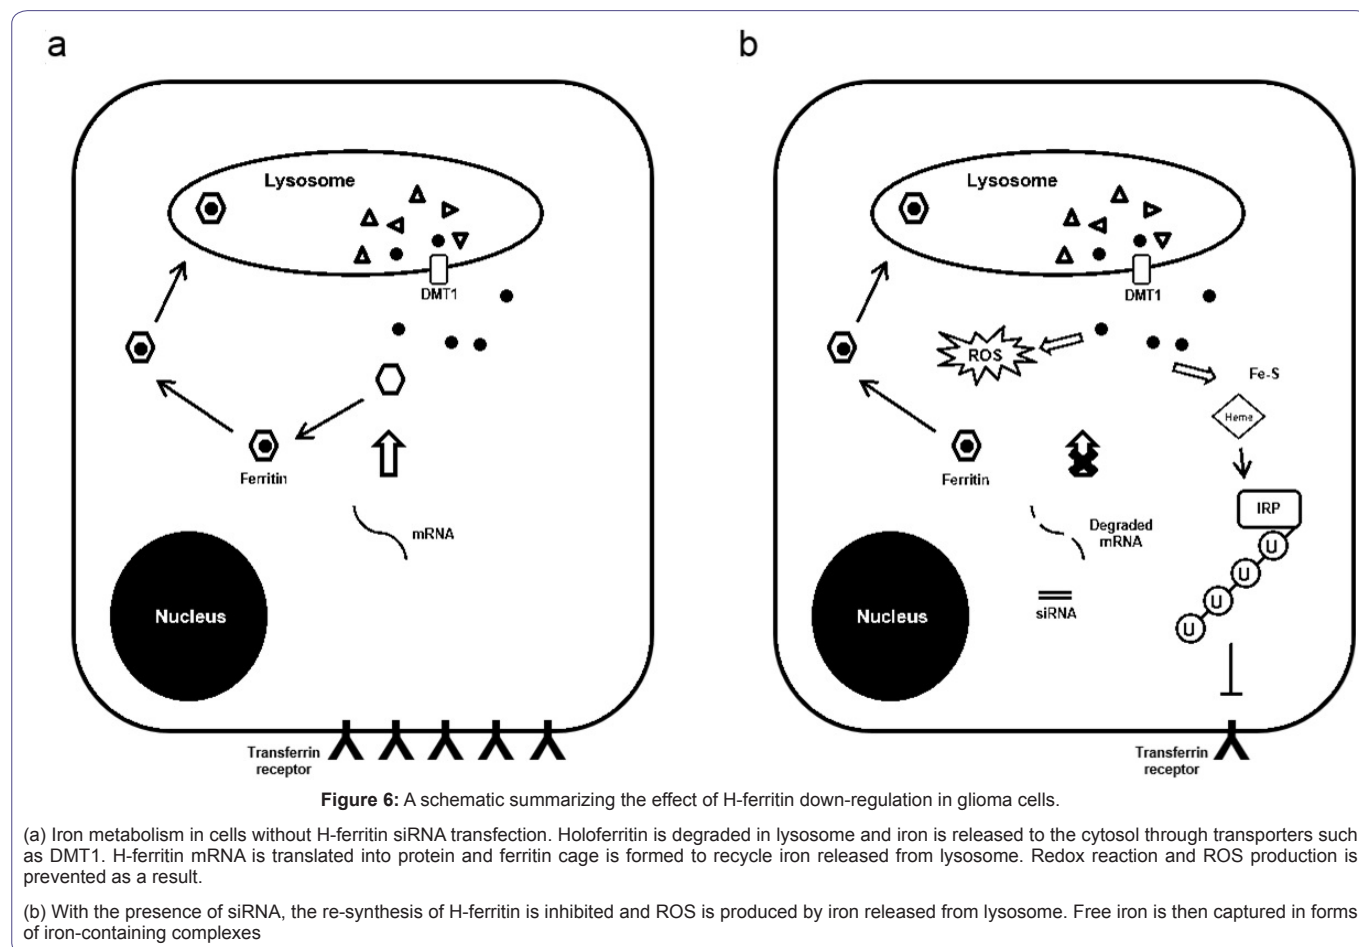 a
Lysosome
DMT1
Ferritin
mRNA
Nucleus
Transferrin
receptor
b
Lysosome
DMT1
ROS
Fe-S
Heme
Ferritin
Degraded
mRNA
IRP
U
U
U
U
siRNA
Nucleus
Transferrin
receptor
Figure 6: A schematic summarizing the effect of H-ferritin down-regulation in glioma cells.
(a) Iron metabolism in cells without H-ferritin siRNA transfection. Holoferritin is degraded in lysosome and iron is released to the cytosol through transporters such
as DMT1. H-ferritin mRNA is translated into protein and ferritin cage is formed to recycle iron released from lysosome. Redox reaction and ROS production is
prevented as a result.
(b) With the presence of siRNA, the re-synthesis of H-ferritin is inhibited and ROS is produced by iron released from lysosome. Free iron is then captured in forms
of iron-containing complexes